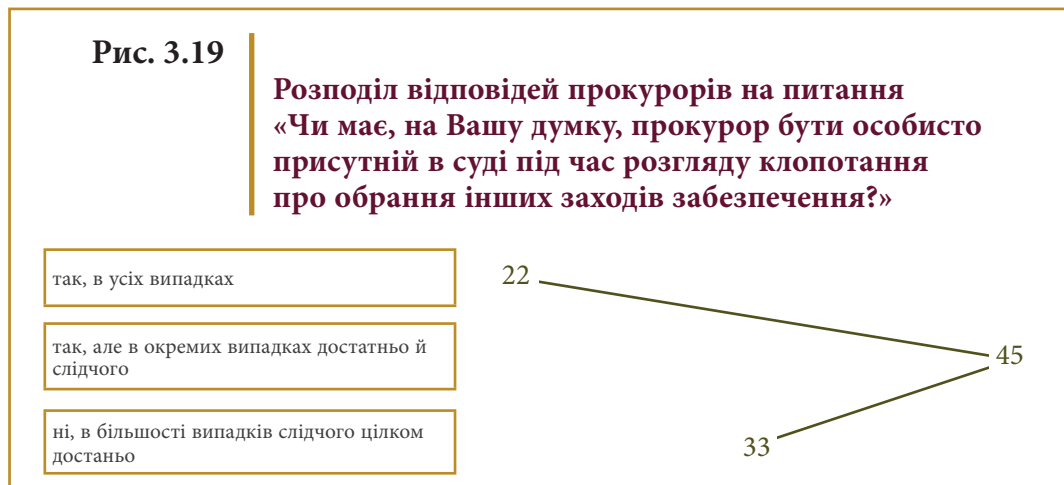 Рис. 3.19
Розподіл відповідей прокурорів на питання
«Чи має, на Вашу думку, прокурор бути особисто
присутній в суді під час розгляду клопотання
про обрання інших заходів забезпечення?»
так, в усіх випадках
22
так, але в окремих випадках достатньо й
слідчого
45
ні, в більшості випадків слідчого цілком
достаньо
33